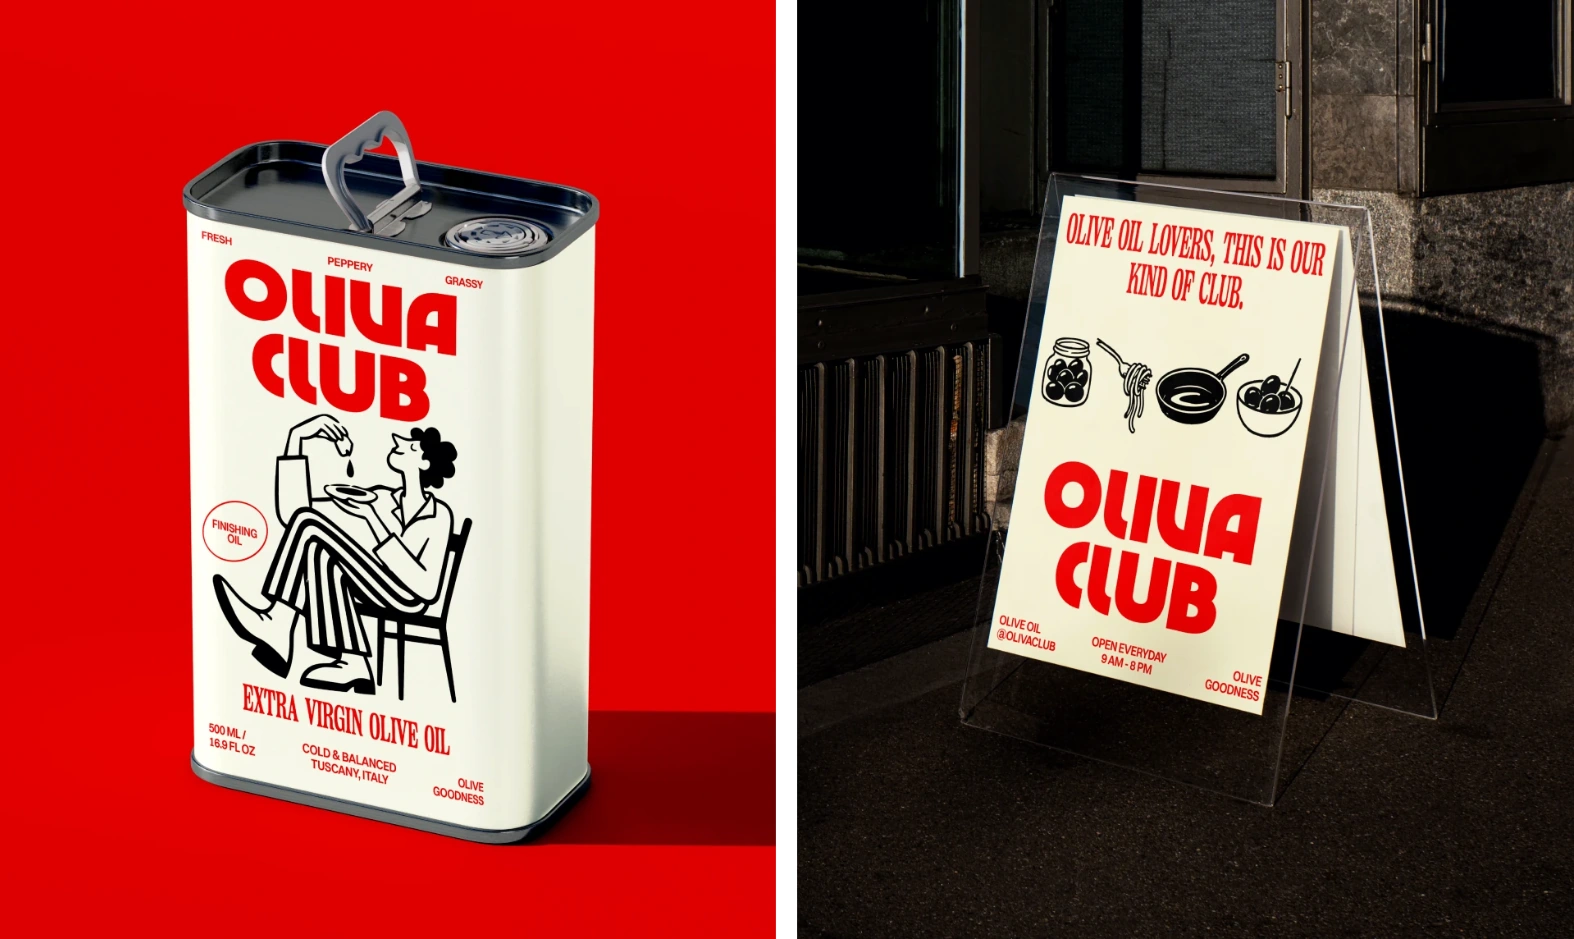 FRESH
PEPPERY
GRASSY
OLIVA
CLUB
FINISHING
OIL
EXTRA VIRGIN OLIVE OIL
500 ML /
16.9 FL OZ
COLD & BALANCED
TUSCANY, ITALY
OLIVE
GOODNESS
OLIVE OIL LOVERS, THIS IS OUR
KIND OF CLUB.
OLIVA
CLUB
OLIVE OIL
@OLIVACLUB
OPEN EVERYDAY
9 AM - 8 PM
OLIVE
GOODNESS